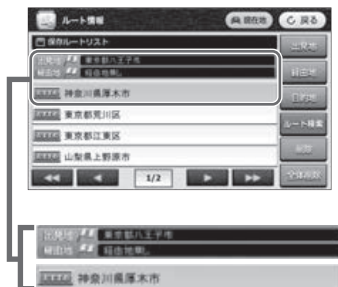 ルート情報
現在地
戻る
保存ルートリスト
出発地 東京都八王子市
経由地 経由地無し
神奈川県厚木市
東京都荒川区
東京都江東区
山梨県上野原市
1/2
出発地
経由地
目的地
ルート検索
削除
全体削除
出発地 東京都八王子市
経由地 経由地無し
神奈川県厚木市